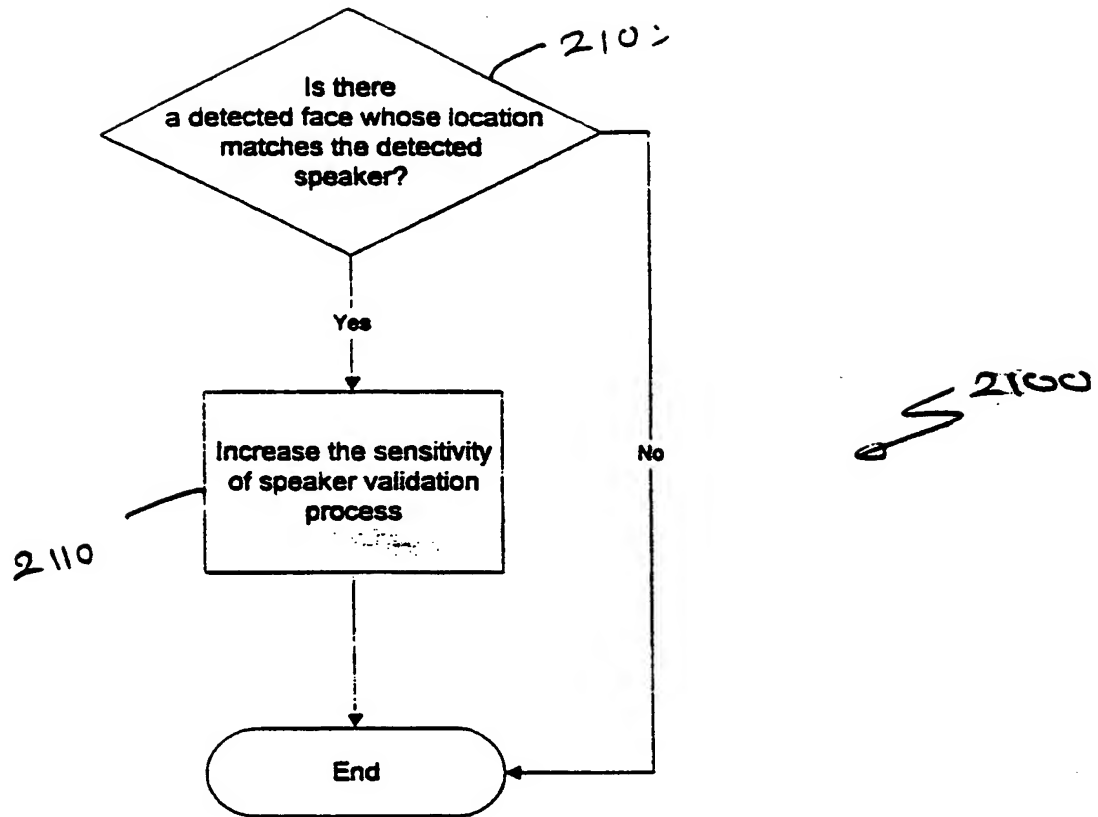 210
Is there
a detected face whose location
matches the detected
speaker?
Yes
No
2100
Increase the sensitivity
of speaker validation
process
2110
End